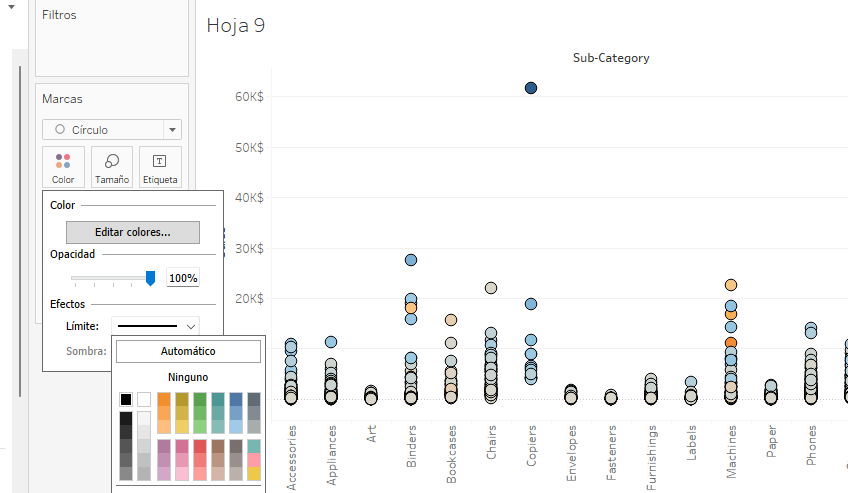 Filtros
Marcas
Círculo
Color
Tamaño
Etiqueta
Color
Editar colores...
Opacidad
100%
Efectos
Límite:
Sombra:
Automático
Ninguno
Hoja 9
Sub-Category
60K$
50K$
40K$
30K$
20K$
Accessories
Appliances
Art
Binders
Bookcases
Chairs
Copiers
Envelopes
Fasteners
Furnishings
Labels
Machines
Paper
Phones